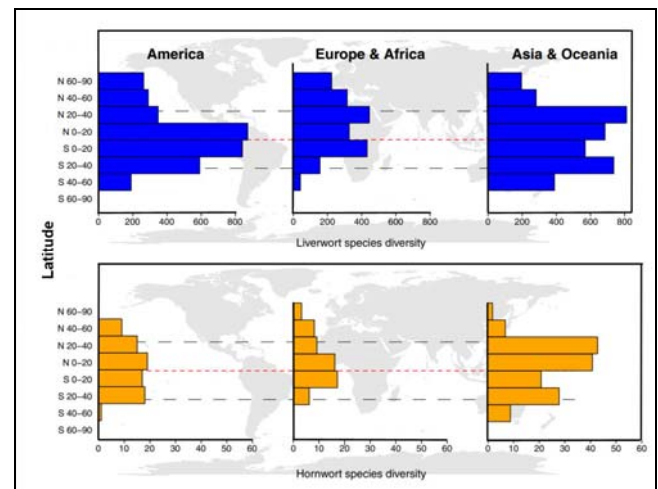 America Europe & Africa Asia & Oceania
N 60–90
N 40–60
N 20–40
N 0–20
S 0–20
S 20–40
S 40–60
S 60–90
0 200 400 600 800 0 200 400 600 800 0 200 400 600 800
Liverwort species diversity
Latitude
N 60–90
N 40–60
N 20–40
N 0–20
S 0–20
S 20–40
S 40–60
S 60–90
0 10 20 30 40 50 60 0 10 20 30 40 50 60 0 10 20 30 40 50 60
Hornwort species diversity